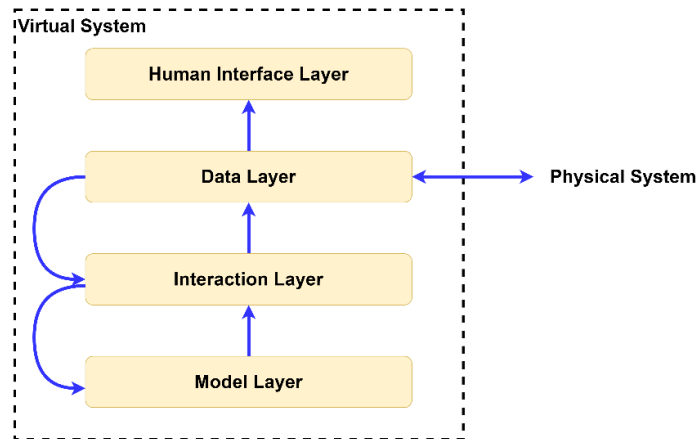 Virtual System
Human Interface Layer
Data Layer
Physical System
Interaction Layer
Model Layer